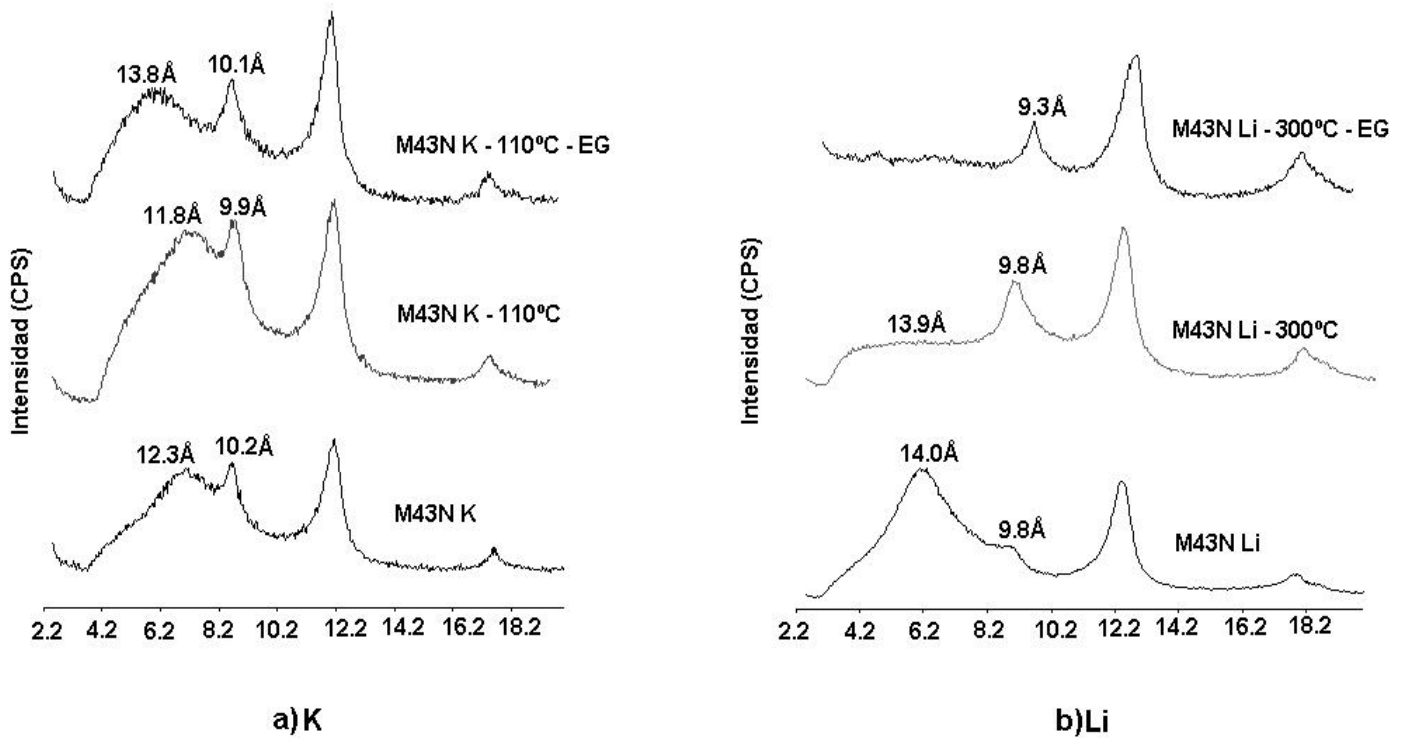 13.8Å
10.1Å
M43N K - 110ºC - EG
11.8Å
9.9Å
M43N K - 110ºC
12.3Å
10.2Å
M43N K
Intensidad (CPS)
2.2 4.2 6.2 8.2 10.2 12.2 14.2 16.2 18.2
a) K
9.3Å
M43N Li - 300ºC - EG
9.8Å
13.9Å
M43N Li - 300ºC
14.0Å
9.8Å
M43N Li
Intensidad (CPS)
2.2 4.2 6.2 8.2 10.2 12.2 14.2 16.2 18.2
b) Li